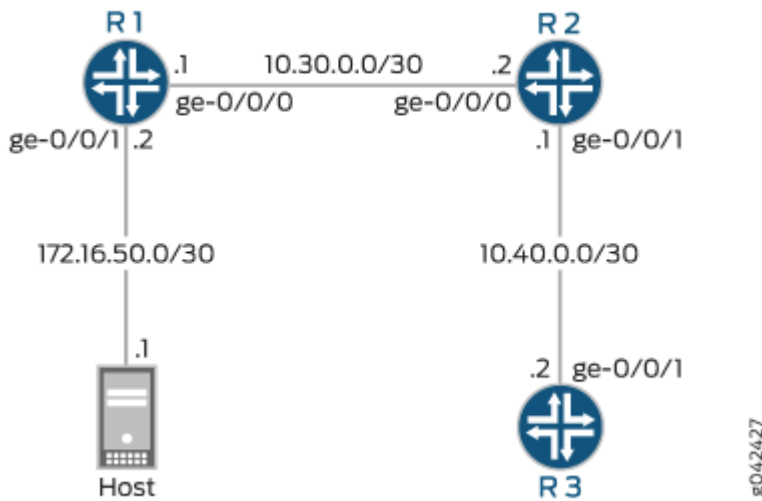 R1
R2
.1
10.30.0.0/30
.2
ge-0/0/0
ge-0/0/0
ge-0/0/1
.2
.1
ge-0/0/1
172.16.50.0/30
10.40.0.0/30
.1
.2
ge-0/0/1
Host
R3
g042427